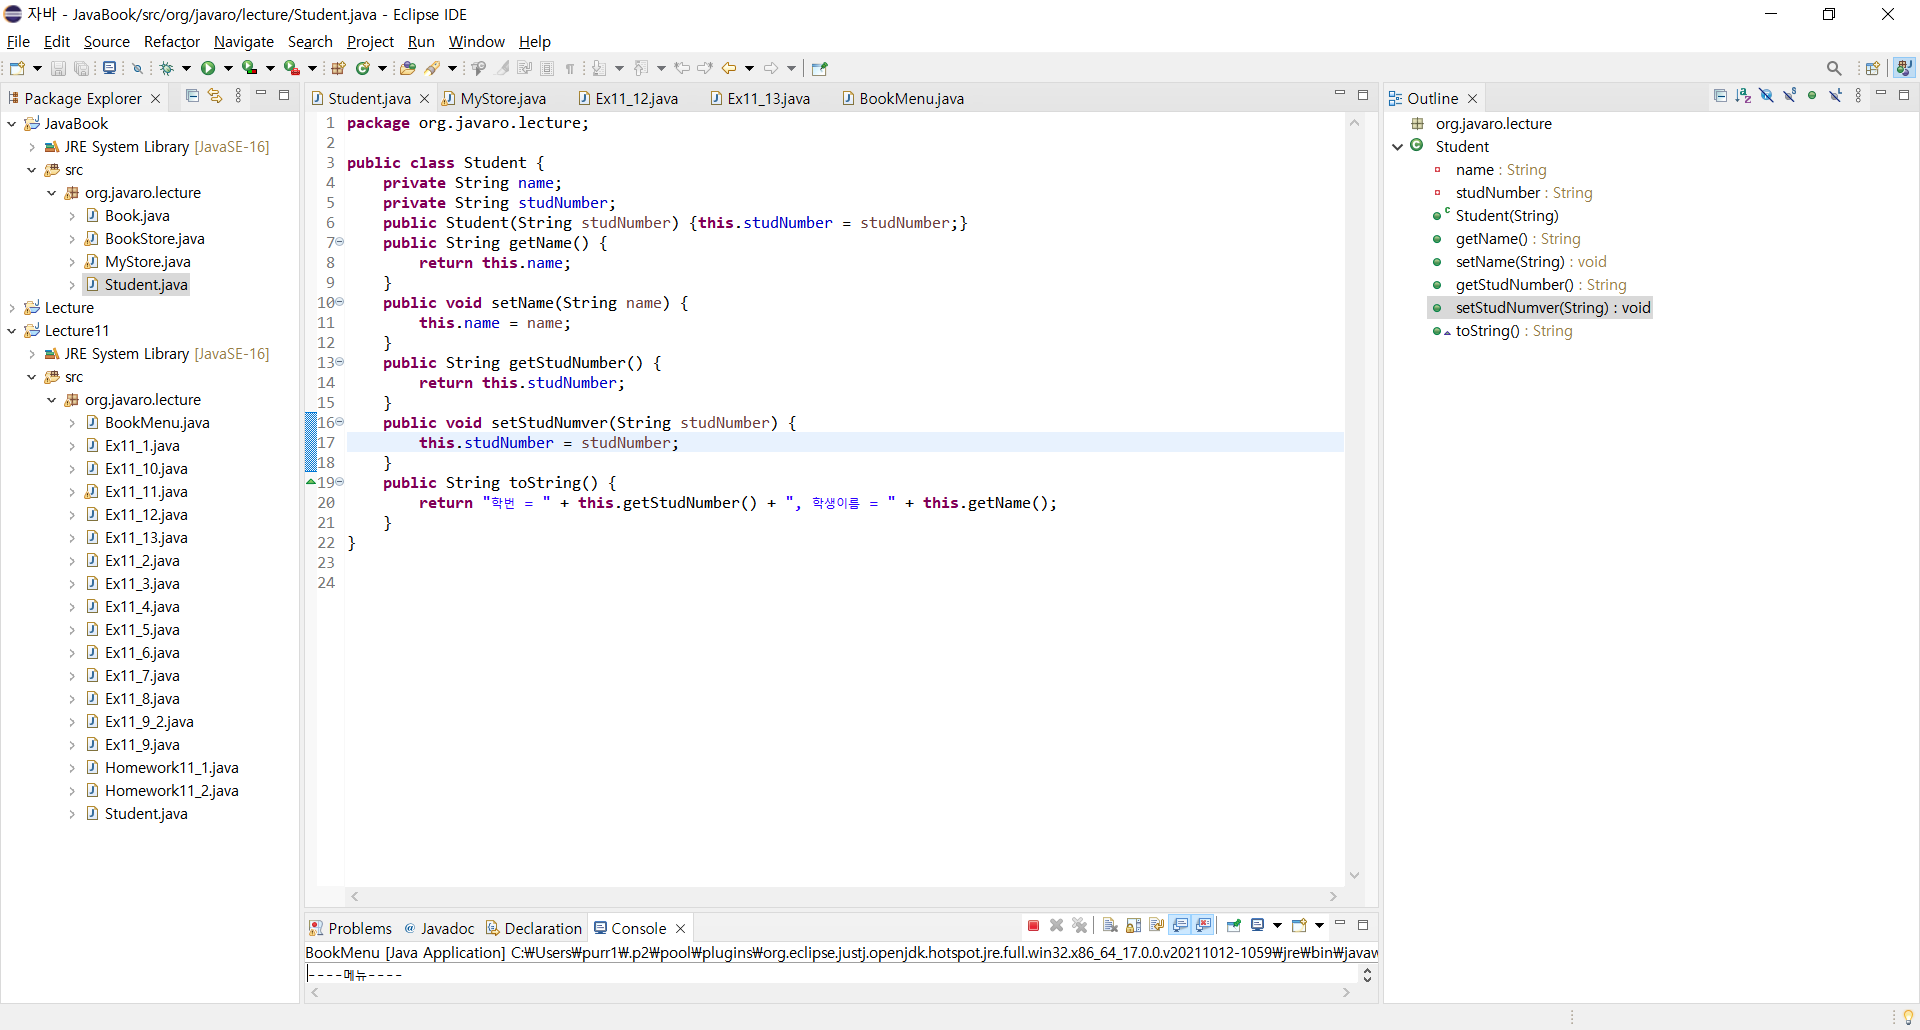 자바 - JavaBook/src/org/javaro/lecture/Student.java - Eclipse IDE
File Edit Source Refactor Navigate Search Project Run Window Help
Package Explorer
JavaBook
JRE System Library [JavaSE-16]
src
org.javaro.lecture
Book.java
BookStore.java
MyStore.java
Student.java
Lecture
Lecture11
JRE System Library [JavaSE-16]
src
org.javaro.lecture
BookMenu.java
Ex11_1.java
Ex11_10.java
Ex11_11.java
Ex11_12.java
Ex11_13.java
Ex11_2.java
Ex11_3.java
Ex11_4.java
Ex11_5.java
Ex11_6.java
Ex11_7.java
Ex11_8.java
Ex11_9_2.java
Ex11_9.java
Homework11_1.java
Homework11_2.java
Student.java
Student.java MyStore.java Ex11_12.java Ex11_13.java BookMenu.java
1 package org.javaro.lecture;
2
3 public class Student {
4 private String name;
5 private String studNumber;
6 public Student(String studNumber) {this.studNumber = studNumber;}
7 public String getName() {
8 return this.name;
9 }
10 public void setName(String name) {
11 this.name = name;
12 }
13 public String getStudNumber() {
14 return this.studNumber;
15 }
16 public void setStudNumver(String studNumber) {
17 this.studNumber = studNumber;
18 }
19 public String toString() {
20 return "학번 = " + this.getStudNumber() + ", 학생이름 = " + this.getName();
21 }
22 }
23
24
Problems @ Javadoc Declaration Console
BookMenu [Java Application] C:₩Users₩purr1₩.p2₩pool₩plugins₩org.eclipse.justj.openjdk.hotspot.jre.full.win32.x86_64_17.0.0.v20211012-1059₩jre₩bin₩javaw
----메뉴----
Outline
org.javaro.lecture
Student
name : String
studNumber : String
Student(String)
getName() : String
setName(String) : void
getStudNumber() : String
setStudNumver(String) : void
toString() : String